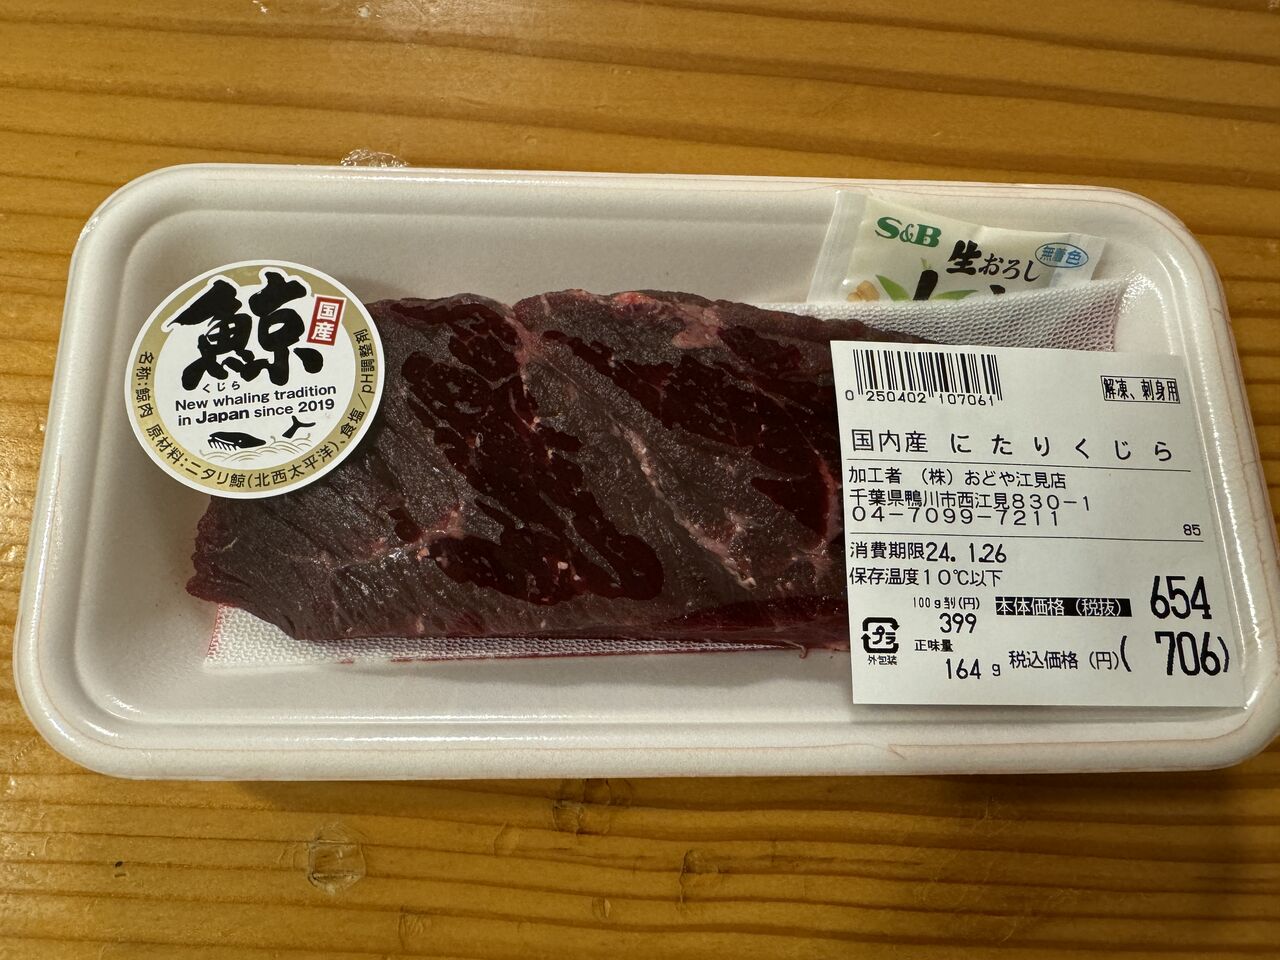 鯨
国産
くじら
New whaling tradition
in Japan since 2019
名称:鯨肉 原材料:ニタリ鯨(北西太平洋)、食塩/pH調整剤
S&B
生おろし
無着色
0 250402 107061
解凍、刺身用
国内産 にたりくじら
加工者 (株)おどや江見店
千葉県鴨川市西江見830-1
04-7099-7211
85
消費期限24. 1.26
保存温度10℃以下
100g当り(円)
399
本体価格(税抜) 654
プラ
外包装
正味量
164 g
税込価格(円)( 706)